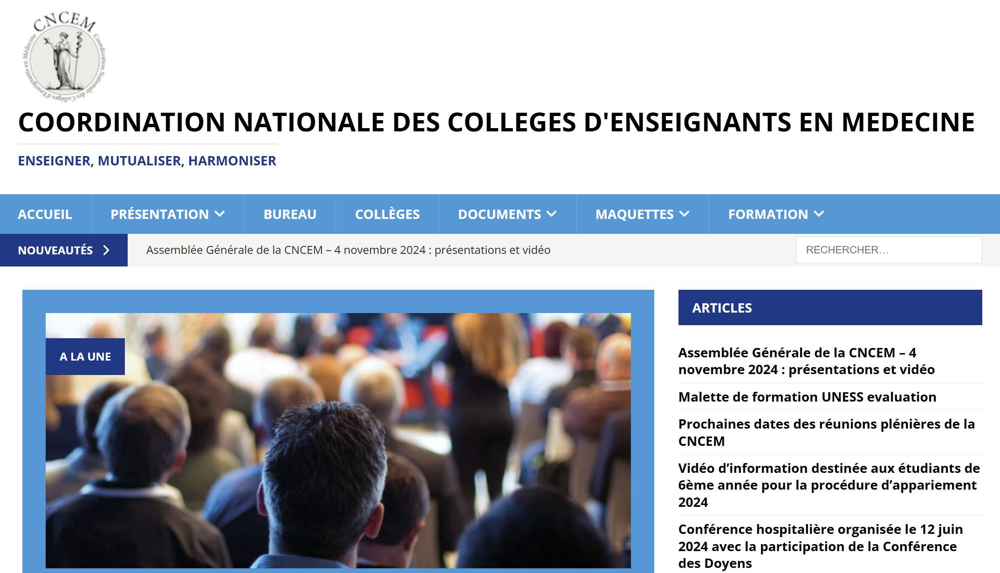 CNCEM
Coordination Nationale des Collèges d'Enseignants en Médecine
COORDINATION NATIONALE DES COLLEGES D'ENSEIGNANTS EN MEDECINE
ENSEIGNER, MUTUALISER, HARMONISER
ACCUEIL PRÉSENTATION BUREAU COLLÈGES DOCUMENTS MAQUETTES FORMATION
NOUVEAUTÉS Assemblée Générale de la CNCEM – 4 novembre 2024 : présentations et vidéo RECHERCHER…
A LA UNE
ARTICLES
Assemblée Générale de la CNCEM – 4
novembre 2024 : présentations et vidéo
Malette de formation UNESS evaluation
Prochaines dates des réunions plénières de la
CNCEM
Vidéo d’information destinée aux étudiants de
6ème année pour la procédure d’appariement
2024
Conférence hospitalière organisée le 12 juin
2024 avec la participation de la Conférence
des Doyens